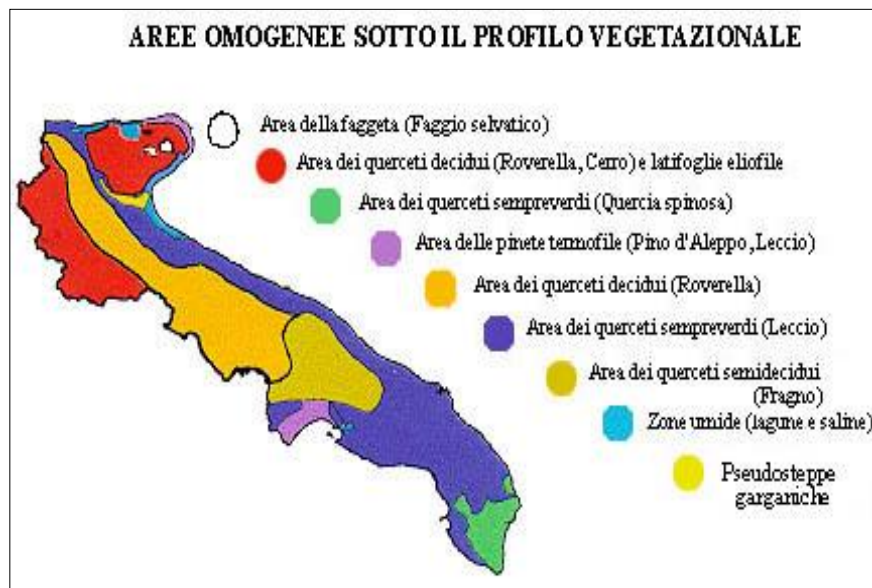 AREE OMOGENEE SOTTO IL PROFILO VEGETAZIONALE
Area della faggeta (Faggio selvatico)
Area dei querceti decidui (Roverella, Cerro) e latifoglie eliofile
Area dei querceti sempreverdi (Quercia spinosa)
Area delle pinete termofile (Pino d'Aleppo, Leccio)
Area dei querceti decidui (Roverella)
Area dei querceti sempreverdi (Leccio)
Area dei querceti semidecidui
(Fragno)
Zone umide (lagune e saline)
Pseudosteppe
garganiche